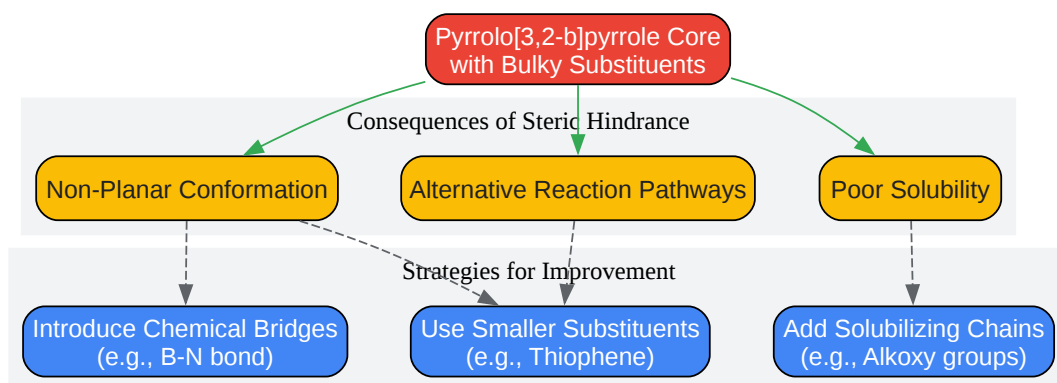 Pyrrolo[3,2-b]pyrrole Core
with Bulky Substituents
Consequences of Steric Hindrance
Non-Planar Conformation
Alternative Reaction Pathways
Poor Solubility
Strategies for Improvement
Introduce Chemical Bridges
(e.g., B-N bond)
Use Smaller Substituents
(e.g., Thiophene)
Add Solubilizing Chains
(e.g., Alkoxy groups)